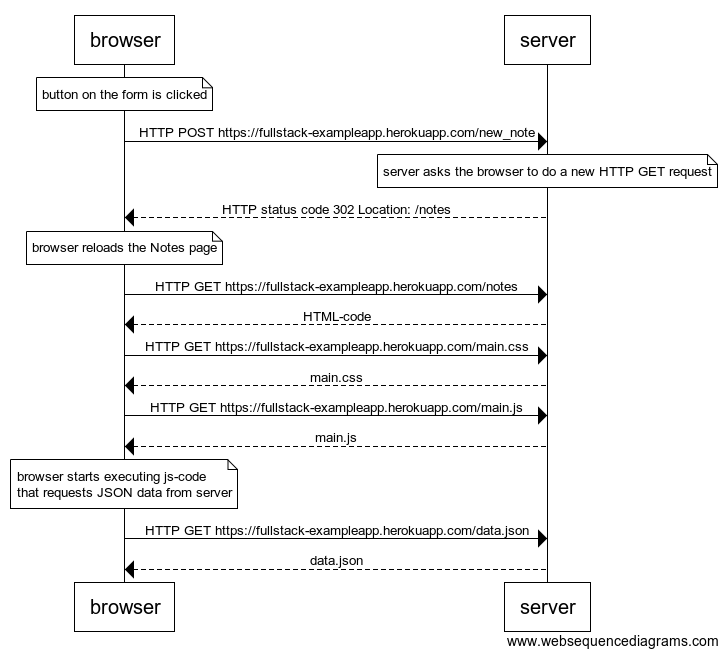 browser
server
button on the form is clicked
HTTP POST https://fullstack-exampleapp.herokuapp.com/new_note
server asks the browser to do a new HTTP GET request
HTTP status code 302 Location: /notes
browser reloads the Notes page
HTTP GET https://fullstack-exampleapp.herokuapp.com/notes
HTML-code
HTTP GET https://fullstack-exampleapp.herokuapp.com/main.css
main.css
HTTP GET https://fullstack-exampleapp.herokuapp.com/main.js
main.js
browser starts executing js-code
that requests JSON data from server
HTTP GET https://fullstack-exampleapp.herokuapp.com/data.json
data.json
browser
server
www.websequencediagrams.com